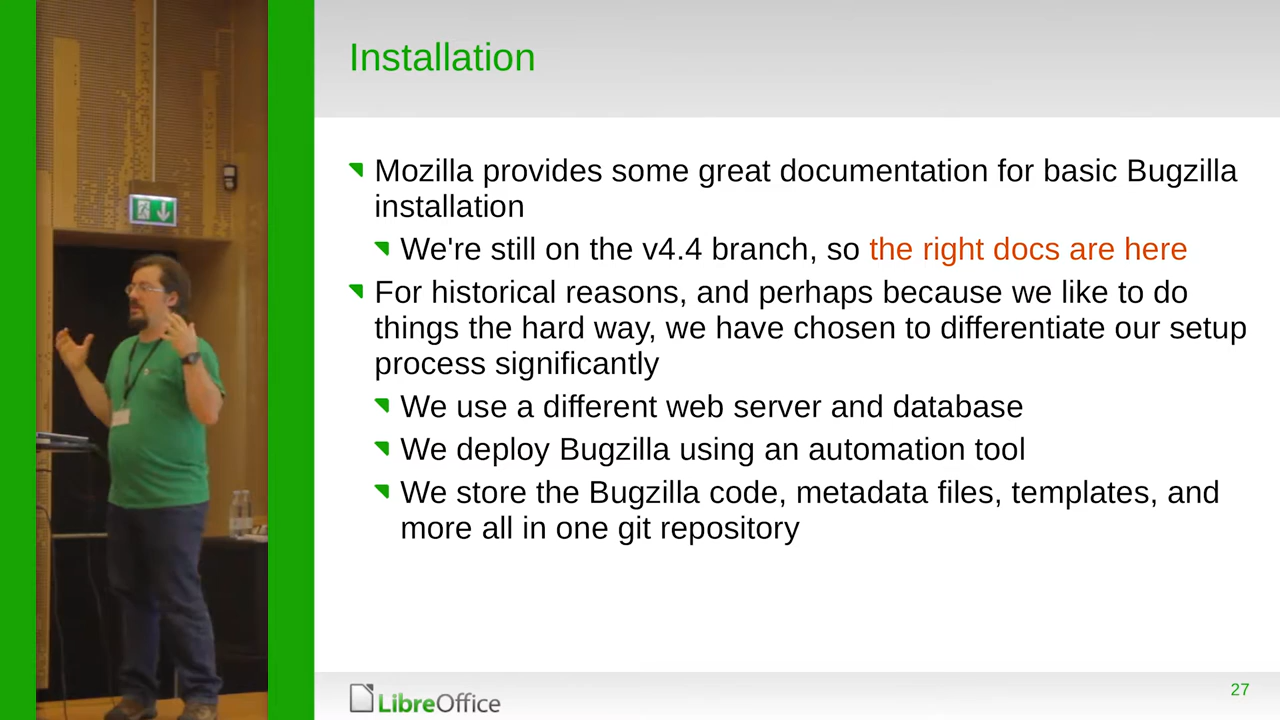 Installation
Mozilla provides some great documentation for basic Bugzilla
installation
We're still on the v4.4 branch, so the right docs are here
For historical reasons, and perhaps because we like to do
things the hard way, we have chosen to differentiate our setup
process significantly
We use a different web server and database
We deploy Bugzilla using an automation tool
We store the Bugzilla code, metadata files, templates, and
more all in one git repository
LibreOffice
27